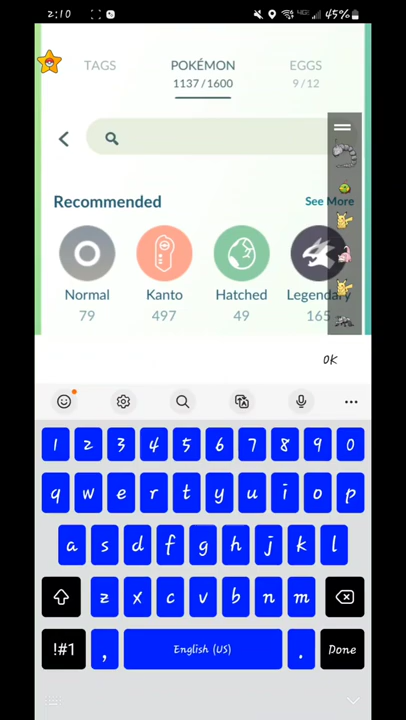 2:10 45%
TAGS POKÉMON EGGS
1137/1600 9/12
Recommended See More
Normal Kanto Hatched Legendary
79 497 49 165
OK
1 2 3 4 5 6 7 8 9 0
q w e r t y u i o p
a s d f g h j k l
z x c v b n m
!#1 , English (US) . Done